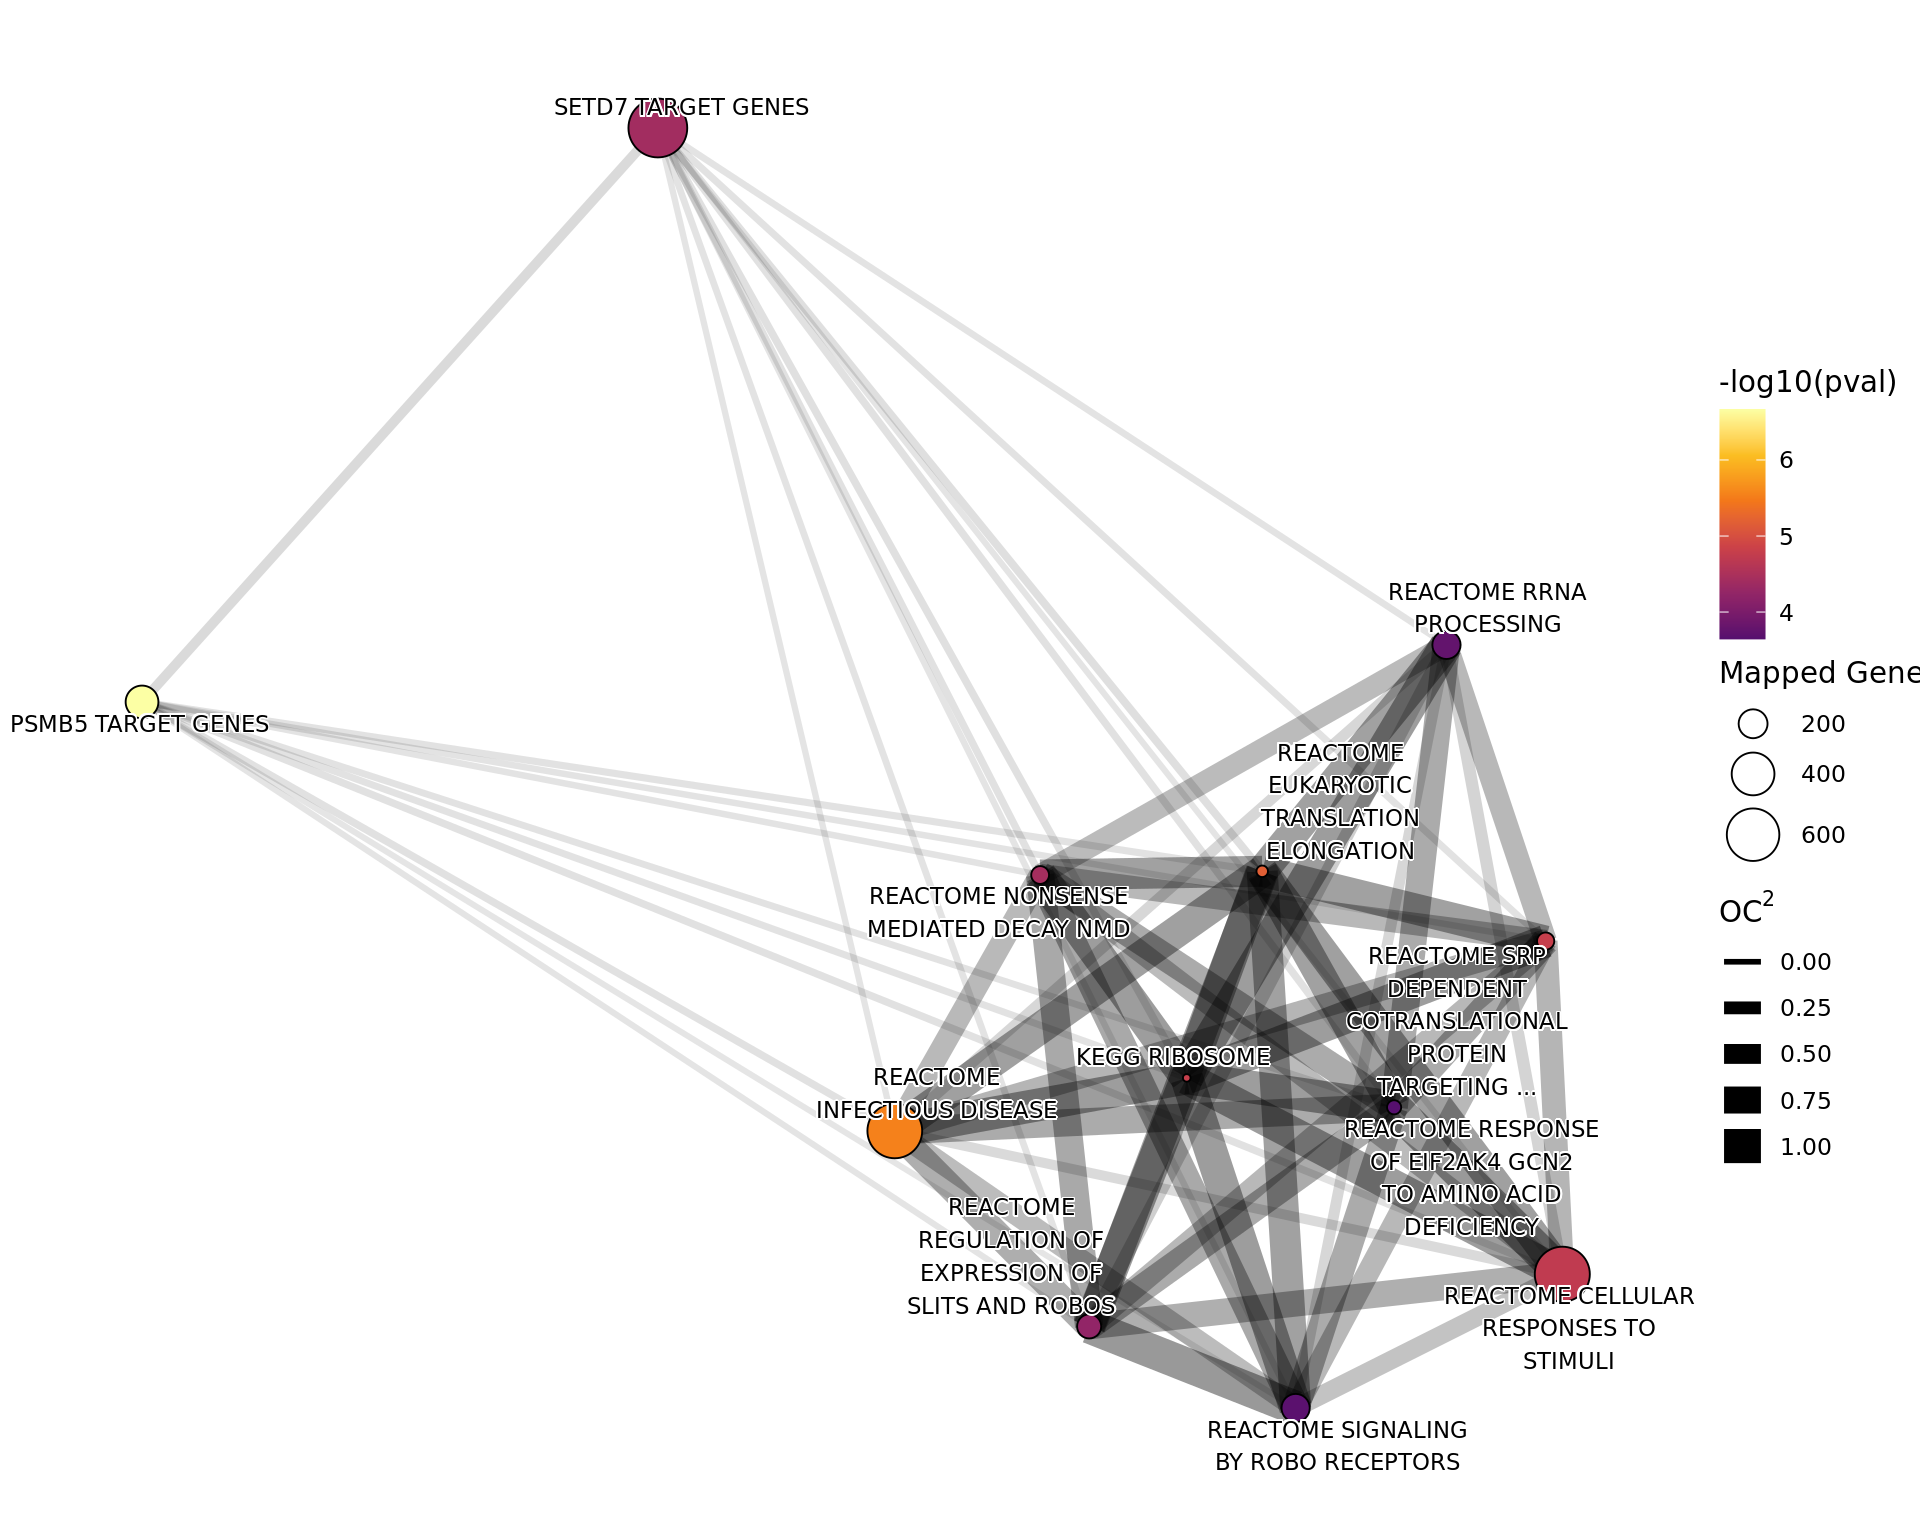 SETD7 TARGET GENES
PSMB5 TARGET GENES
REACTOME RRNA
PROCESSING
REACTOME
EUKARYOTIC
TRANSLATION
ELONGATION
REACTOME NONSENSE
MEDIATED DECAY NMD
REACTOME SRP
DEPENDENT
COTRANSLATIONAL
PROTEIN
TARGETING ...
KEGG RIBOSOME
REACTOME
INFECTIOUS DISEASE
REACTOME RESPONSE
OF EIF2AK4 GCN2
TO AMINO ACID
DEFICIENCY
REACTOME
REGULATION OF
EXPRESSION OF
SLITS AND ROBOS
REACTOME CELLULAR
RESPONSES TO
STIMULI
REACTOME SIGNALING
BY ROBO RECEPTORS
-log10(pval)
6
5
4
Mapped Gene
200
400
600
OC2
0.00
0.25
0.50
0.75
1.00